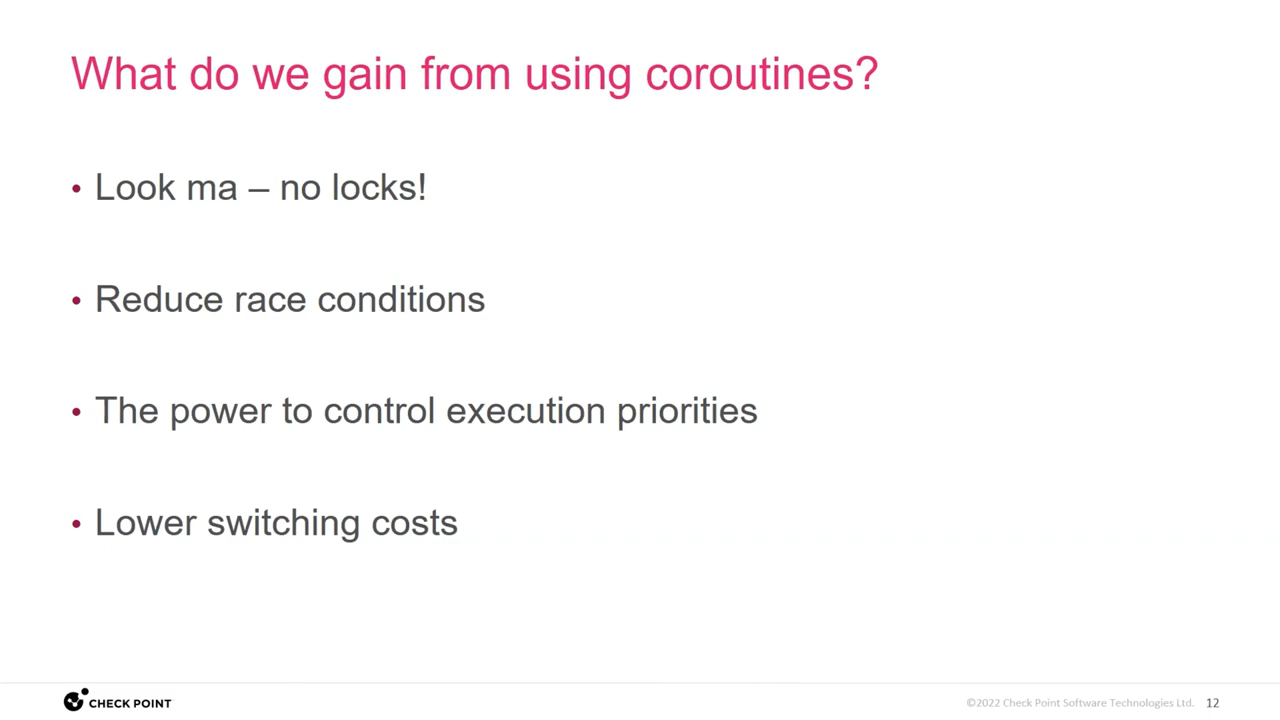 What do we gain from using coroutines?
• Look ma – no locks!
• Reduce race conditions
• The power to control execution priorities
• Lower switching costs
CHECK POINT
©2022 Check Point Software Technologies Ltd. 12